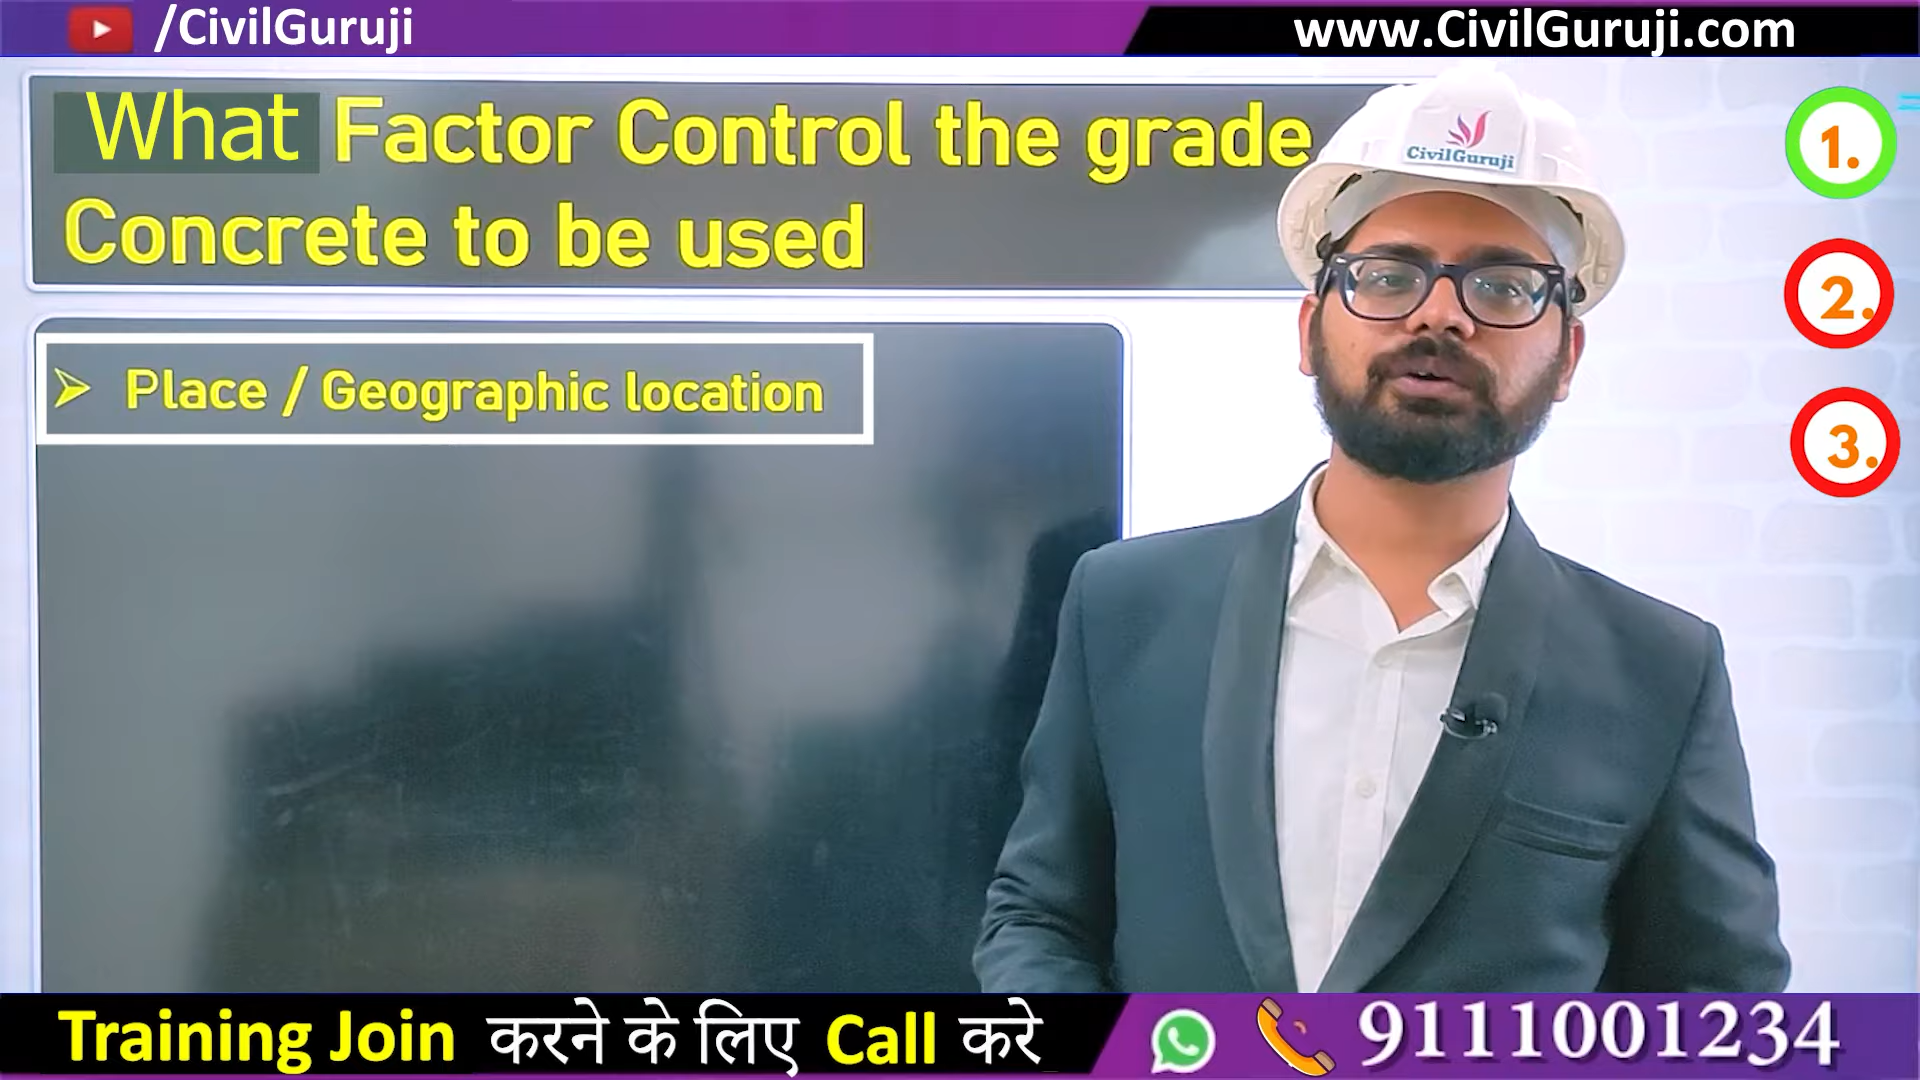 /CivilGuruji
www.CivilGuruji.com
What Factor Control the grade
Concrete to be used
CivilGuruji
1.
2.
3.
➢ Place / Geographic location
Training Join करने के लिए Call करे
9111001234